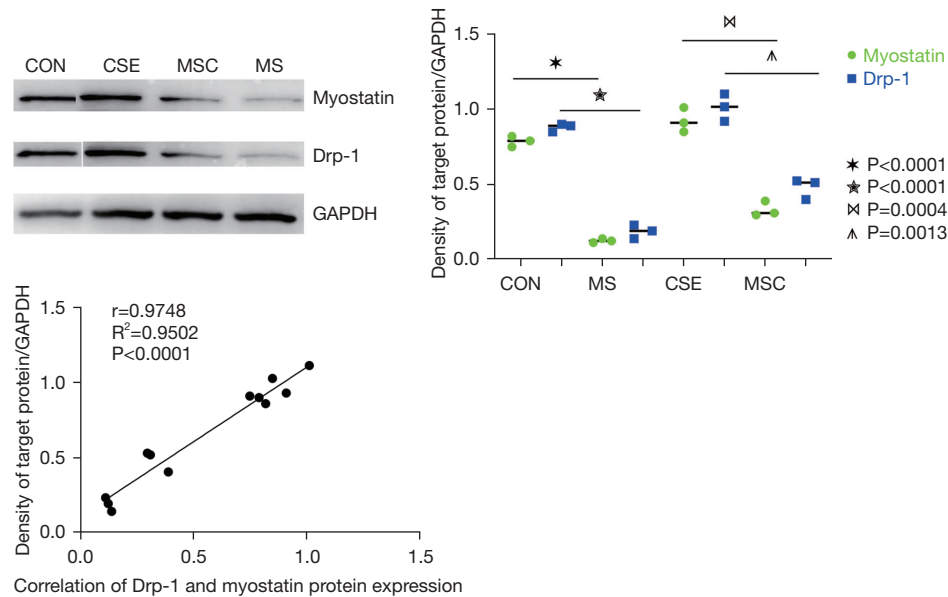 CON CSE MSC MS
Myostatin
Drp-1
GAPDH
Density of target protein/GAPDH
1.5
1.0
0.5
0.0
CON MS CSE MSC
Myostatin
Drp-1
P<0.0001
P<0.0001
P=0.0004
P=0.0013
Density of target protein/GAPDH
1.5
1.0
0.5
0.0
r=0.9748
R²=0.9502
P<0.0001
0.0 0.5 1.0 1.5
Correlation of Drp-1 and myostatin protein expression